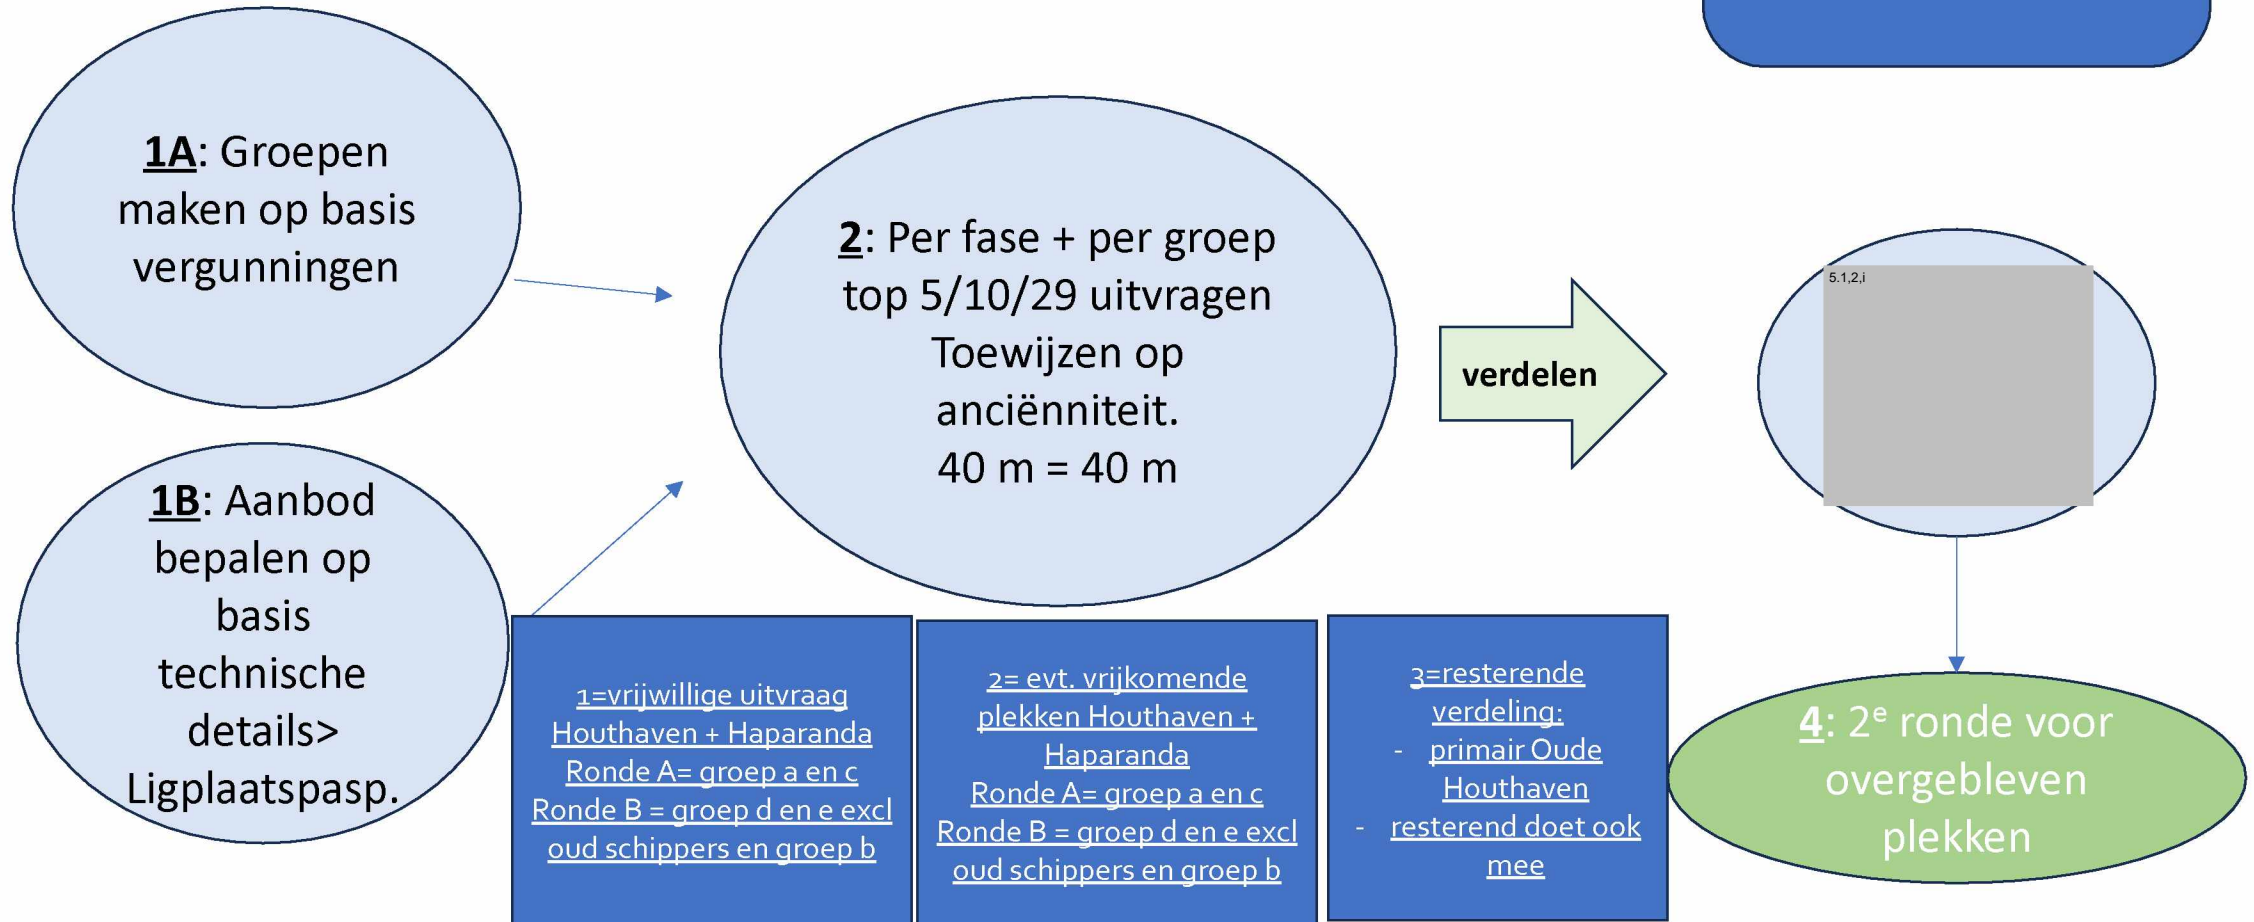 1A: Groepen
maken op basis
vergunningen
1B: Aanbod
bepalen op
basis
technische
details>
Ligplaatspasp.
2: Per fase + per groep
top 5/10/29 uitvragen
Toewijzen op
anciënniteit.
40 m = 40 m
verdelen
5.1,2,i
1=vrijwillige uitvraag
Houthaven + Haparanda
Ronde A= groep a en c
Ronde B = groep d en e excl
oud schippers en groep b
2= evt. vrijkomende
plekken Houthaven +
Haparanda
Ronde A= groep a en c
Ronde B = groep d en e excl
oud schippers en groep b
3=resterende
verdeling:
- primair Oude
Houthaven
- resterend doet ook
mee
4: 2e ronde voor
overgebleven
plekken